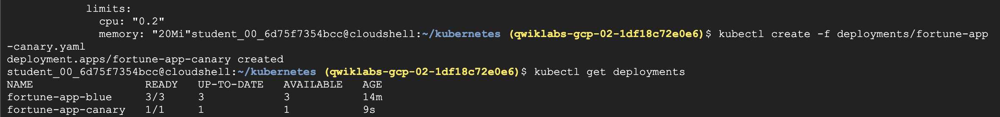 limits:
cpu: "0.2"
memory: "20Mi"student_00_6d75f7354bcc@cloudshell:~/kubernetes (qwiklabs-gcp-02-1df18c72e0e6)$ kubectl create -f deployments/fortune-app
-canary.yaml
deployment.apps/fortune-app-canary created
student_00_6d75f7354bcc@cloudshell:~/kubernetes (qwiklabs-gcp-02-1df18c72e0e6)$ kubectl get deployments
NAME READY UP-TO-DATE AVAILABLE AGE
fortune-app-blue 3/3 3 3 14m
fortune-app-canary 1/1 1 1 9s